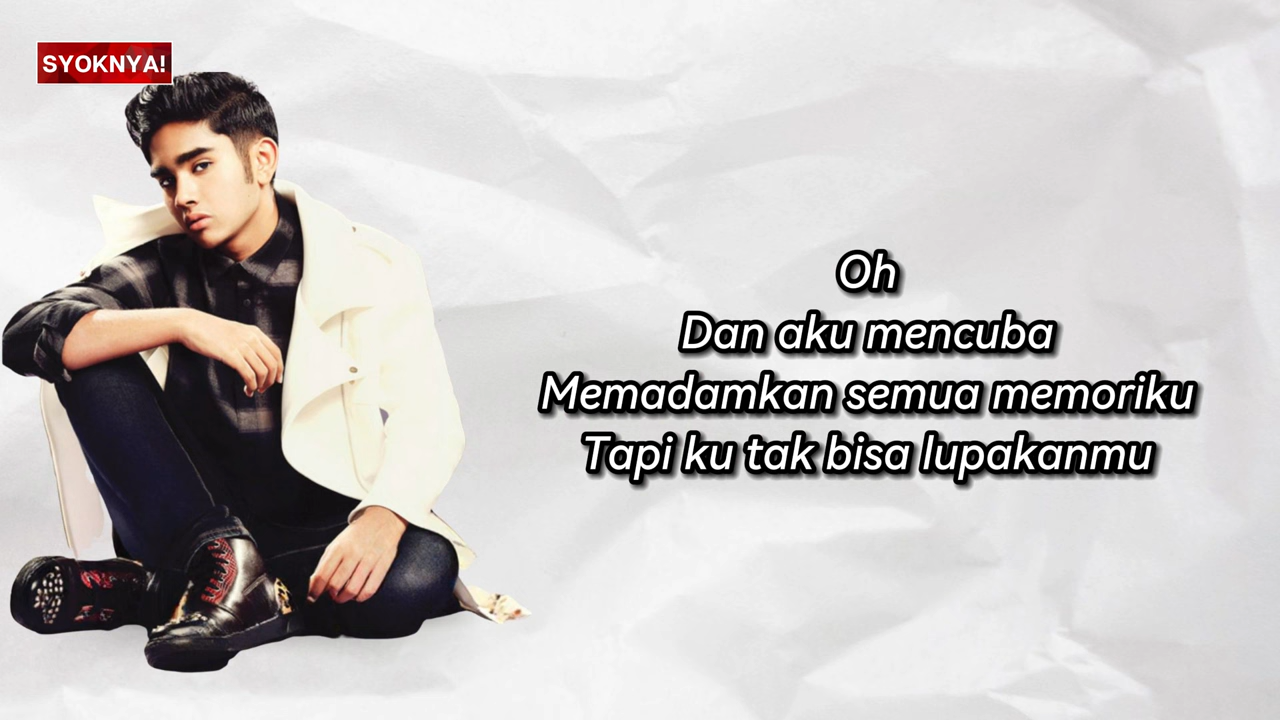 SYOKNYA!
Oh
Dan aku mencuba
Memadamkan semua memoriku
Tapi ku tak bisa lupakanmu